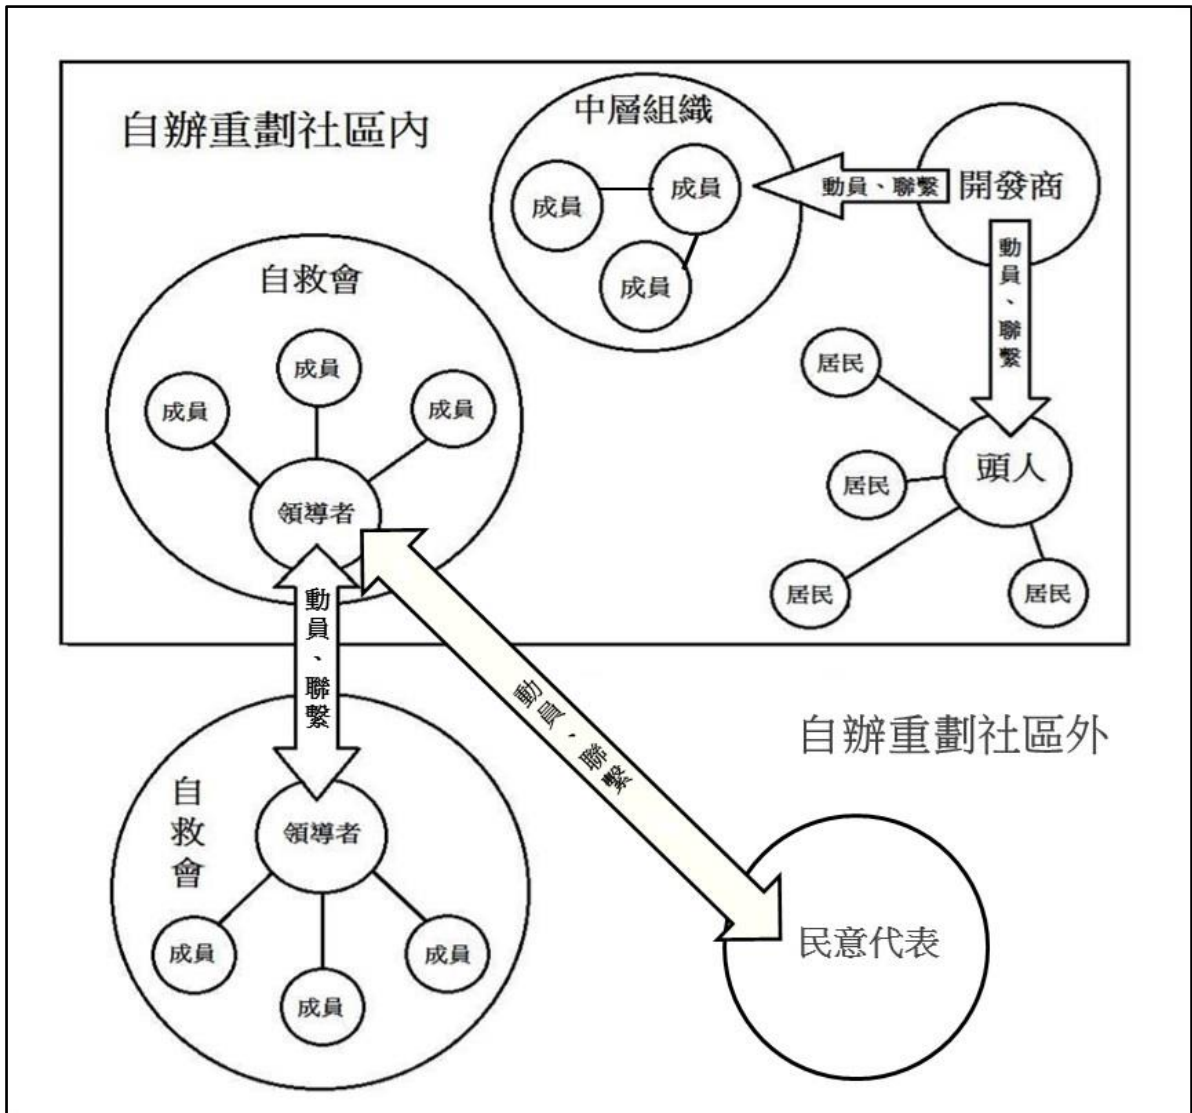 自辦重劃社區內
中層組織
成員
成員
成員
動員、聯繫
開發商
動員、聯繫
自救會
成員
成員
成員
領導者
居民
居民
居民
居民
頭人
動員、聯繫
動員、聯繫
自辦重劃社區外
自救會
領導者
成員
成員
成員
民意代表